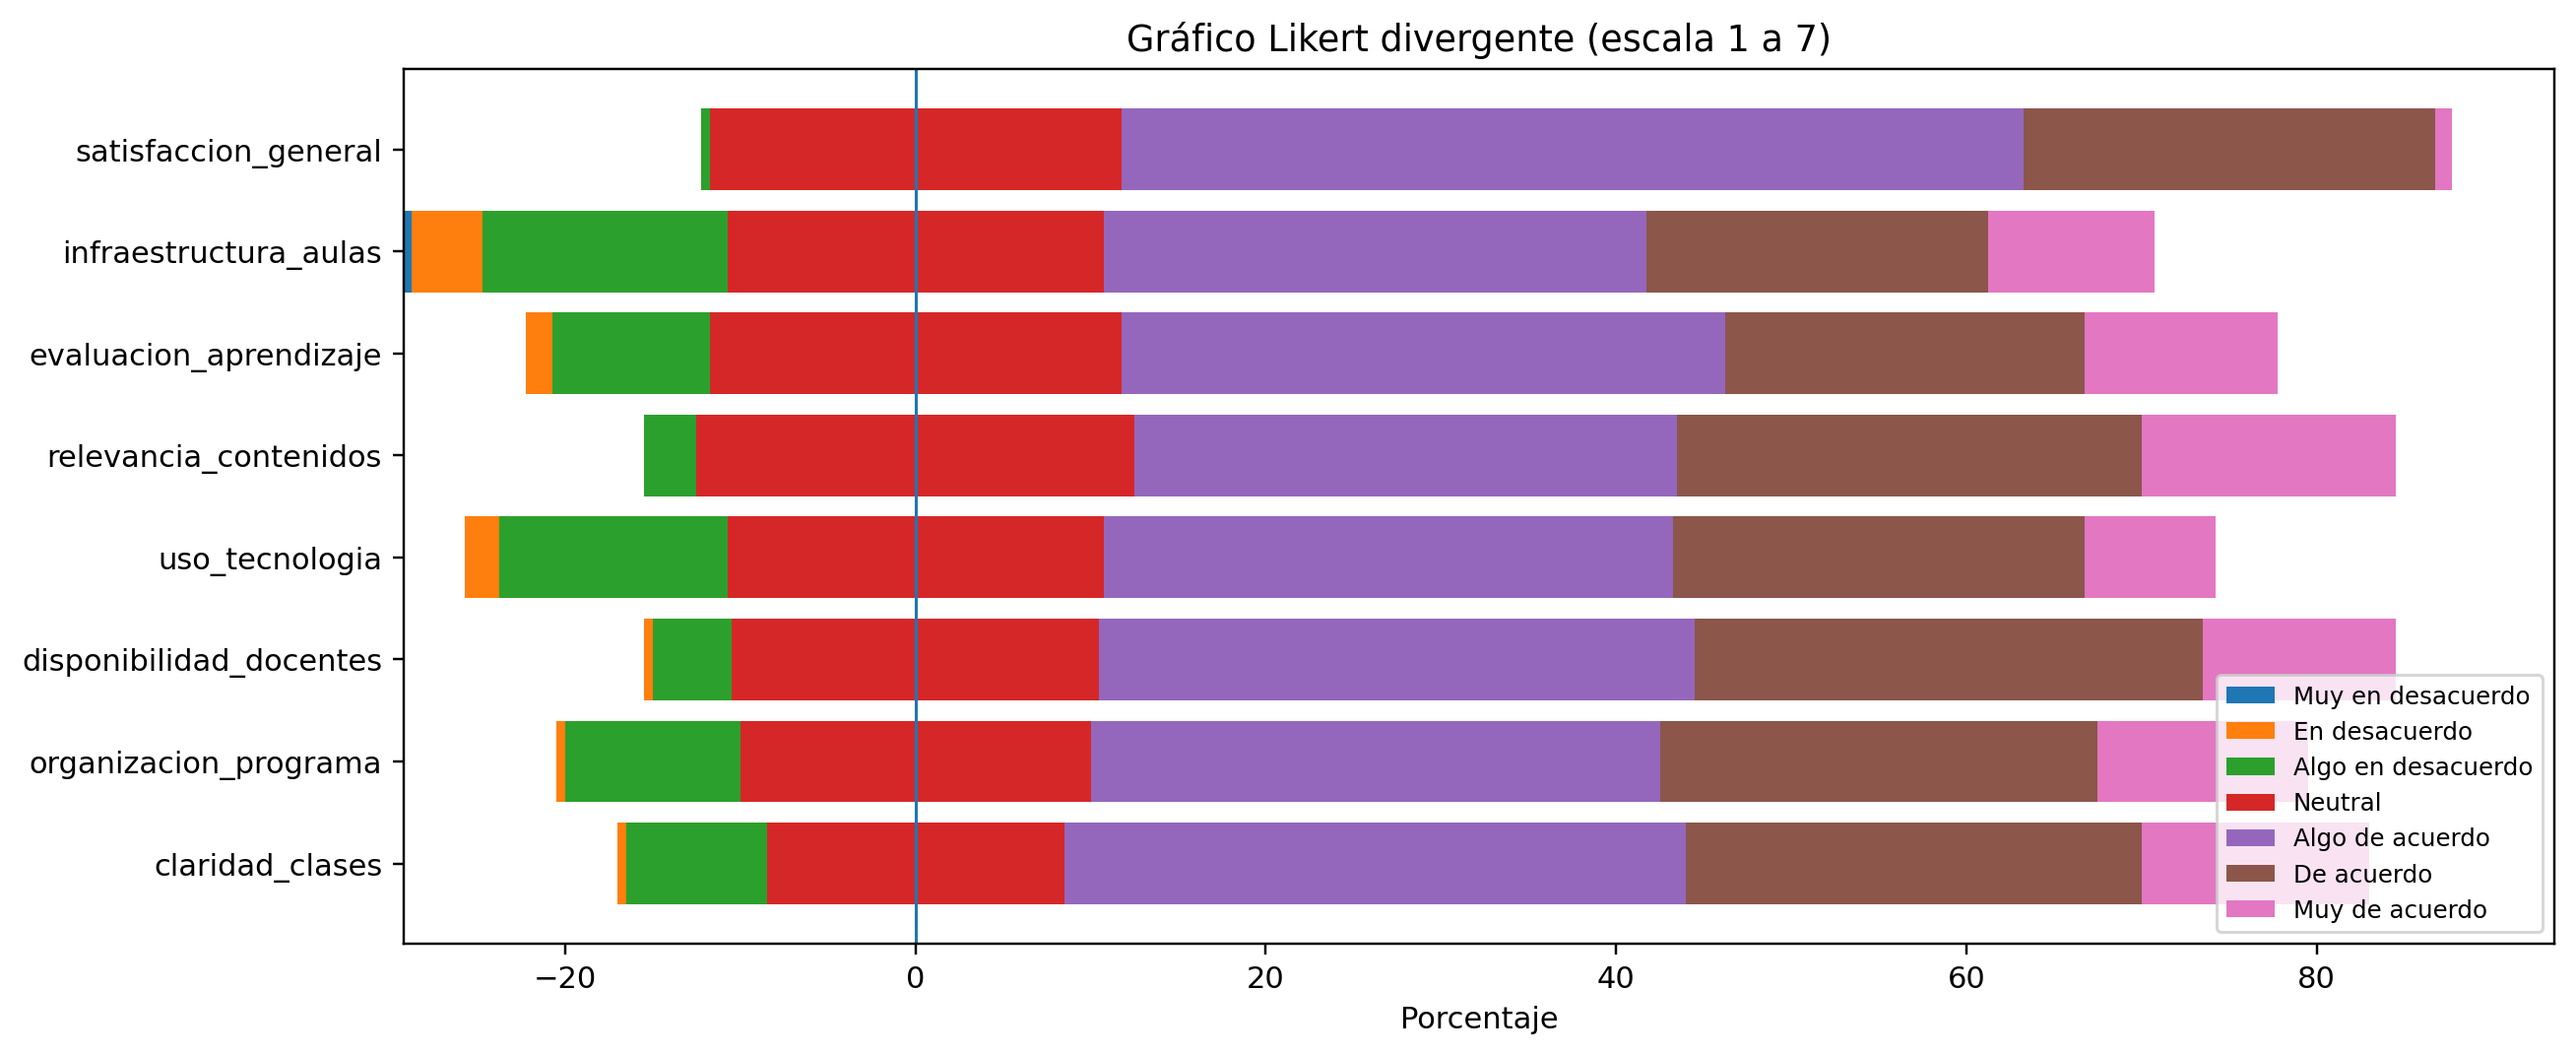 Gráfico Likert divergente (escala 1 a 7)
satisfaccion_general
infraestructura_aulas
evaluacion_aprendizaje
relevancia_contenidos
uso_tecnologia
disponibilidad_docentes
organizacion_programa
claridad_clases
Muy en desacuerdo
En desacuerdo
Algo en desacuerdo
Neutral
Algo de acuerdo
De acuerdo
Muy de acuerdo
−20 0 20 40 60 80
Porcentaje